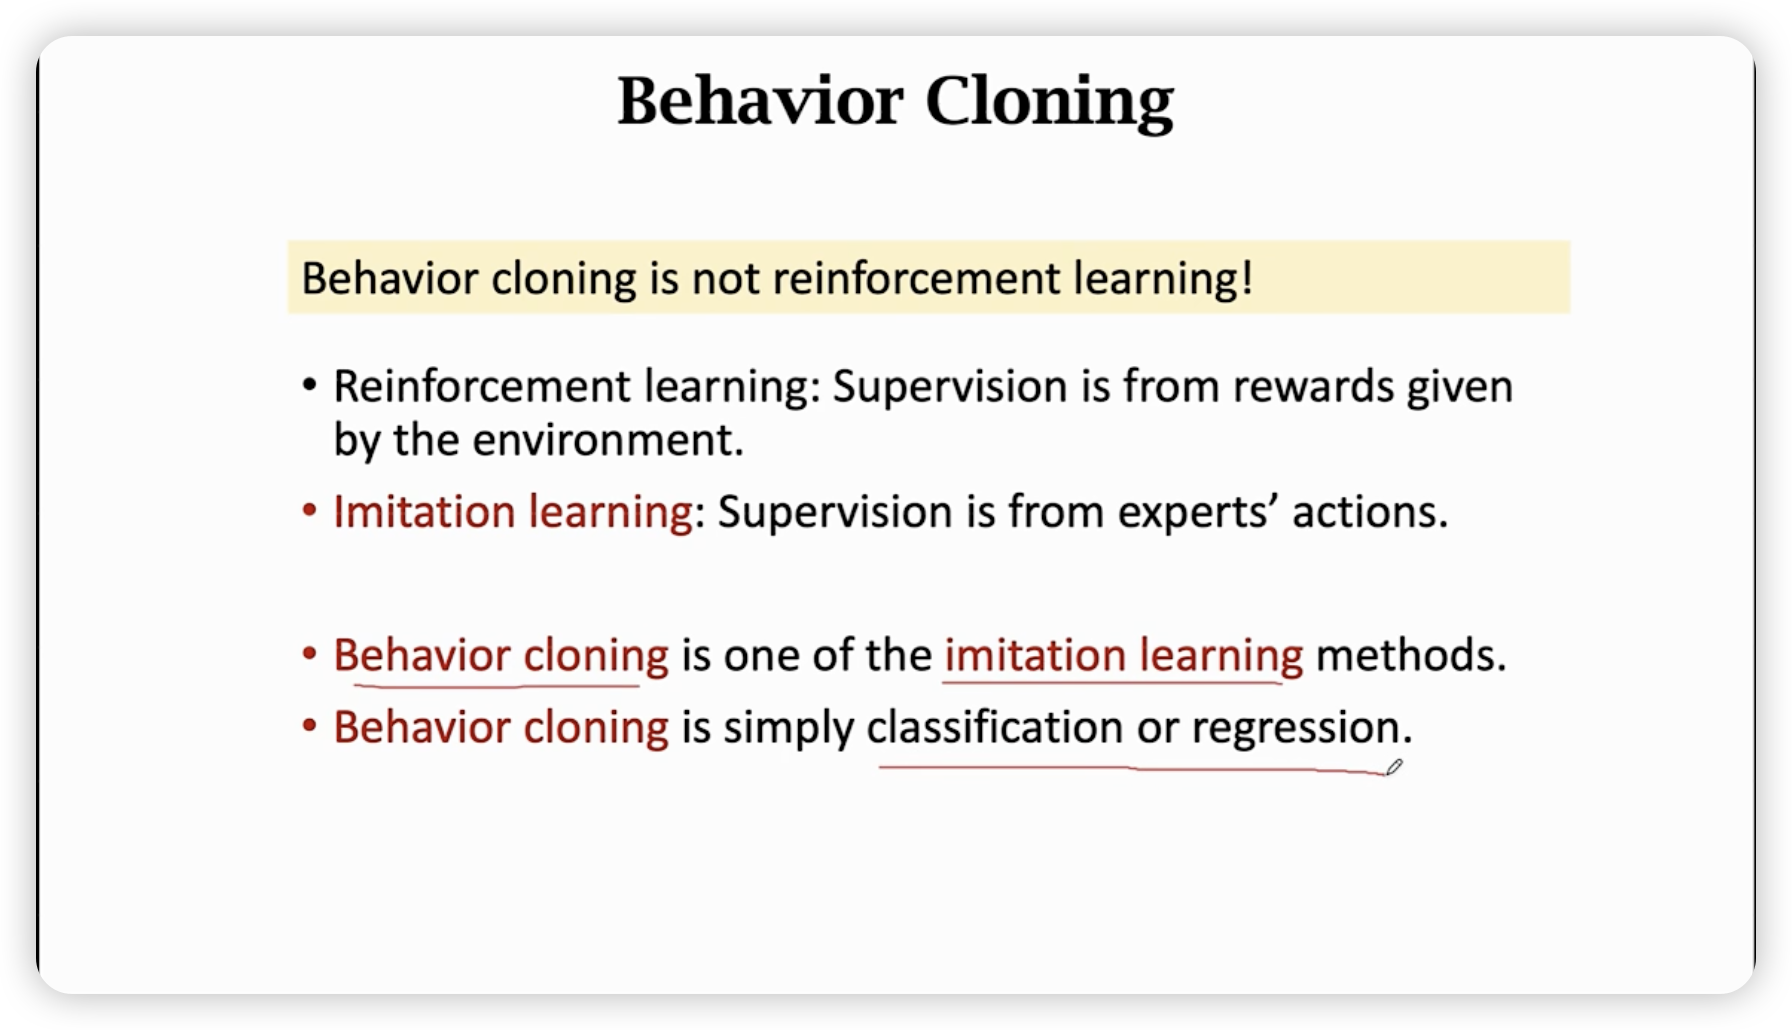 Behavior Cloning
Behavior cloning is not reinforcement learning!
• Reinforcement learning: Supervision is from rewards given
by the environment.
• Imitation learning: Supervision is from experts’ actions.
• Behavior cloning is one of the imitation learning methods.
• Behavior cloning is simply classification or regression.